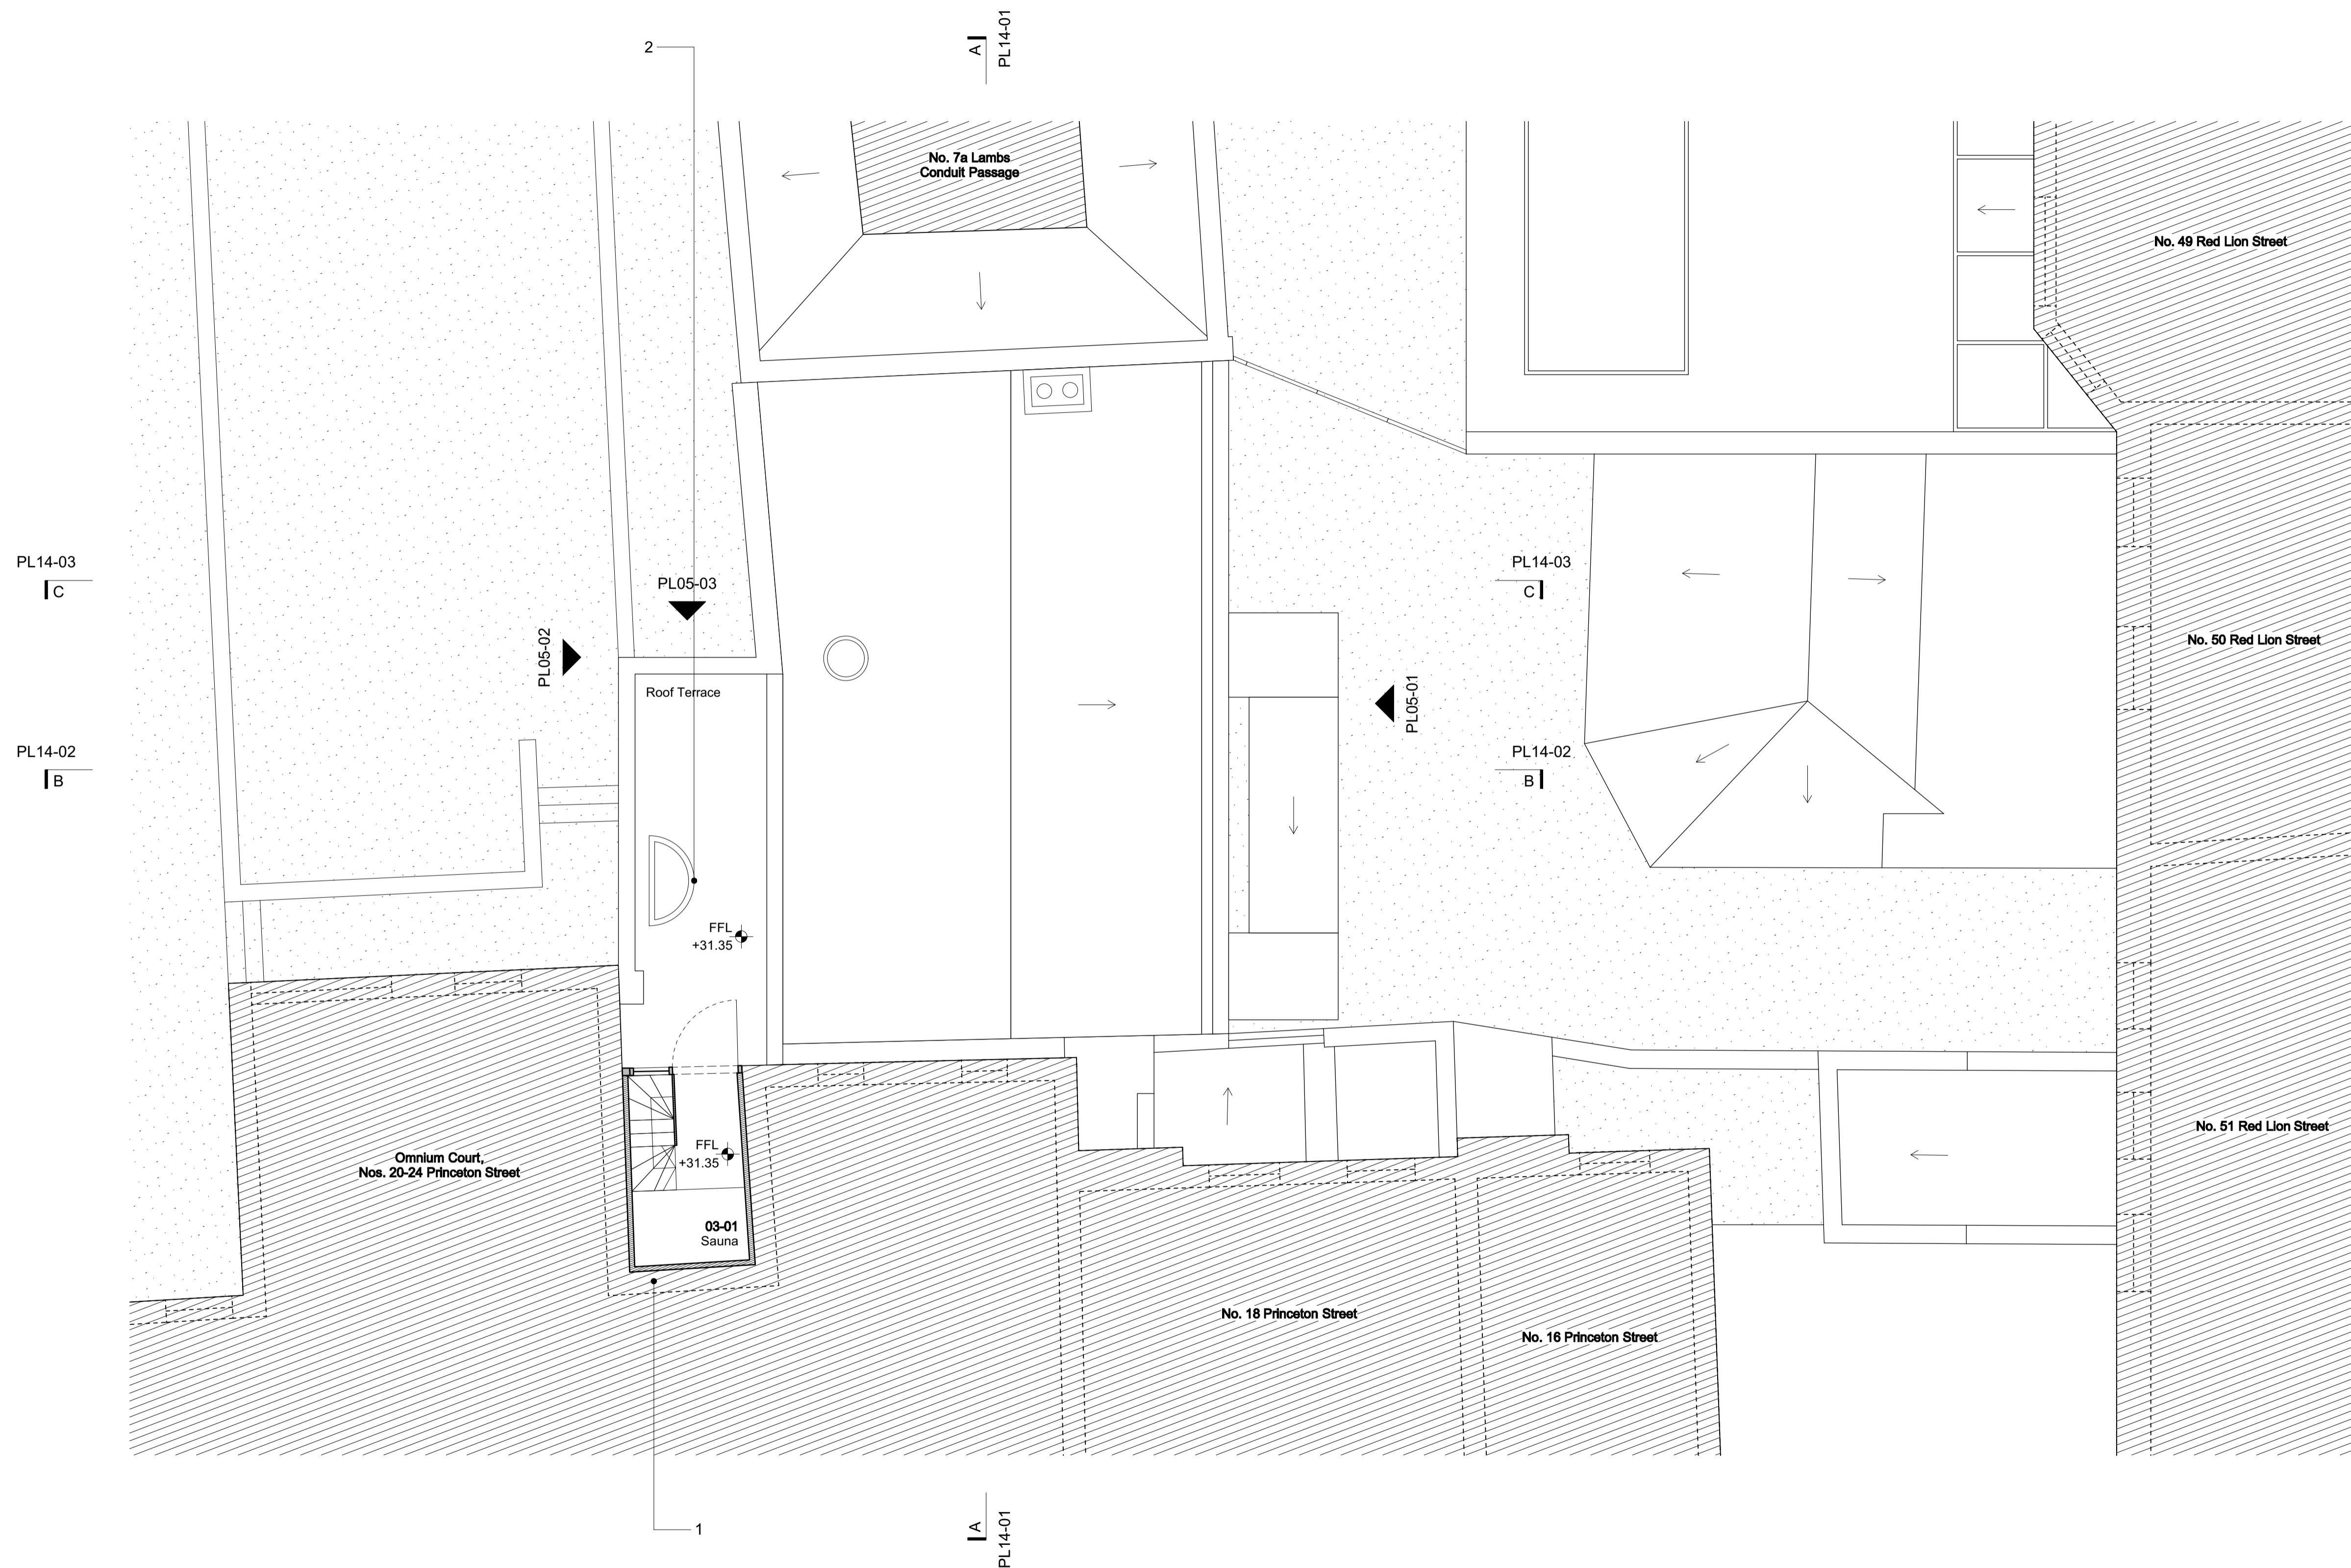 2
A
PL14-01
No. 7a Lambs
Conduit Passage
No. 49 Red Lion Street
PL14-03
C
PL05-03
PL14-03
C
PL05-02
No. 50 Red Lion Street
Roof Terrace
PL05-01
PL14-02
B
PL14-02
B
FFL
+31.35
FFL
+31.35
No. 51 Red Lion Street
Omnium Court,
Nos. 20-24 Princeton Street
03-01
Sauna
No. 18 Princeton Street
No. 16 Princeton Street
1
A
PL14-01